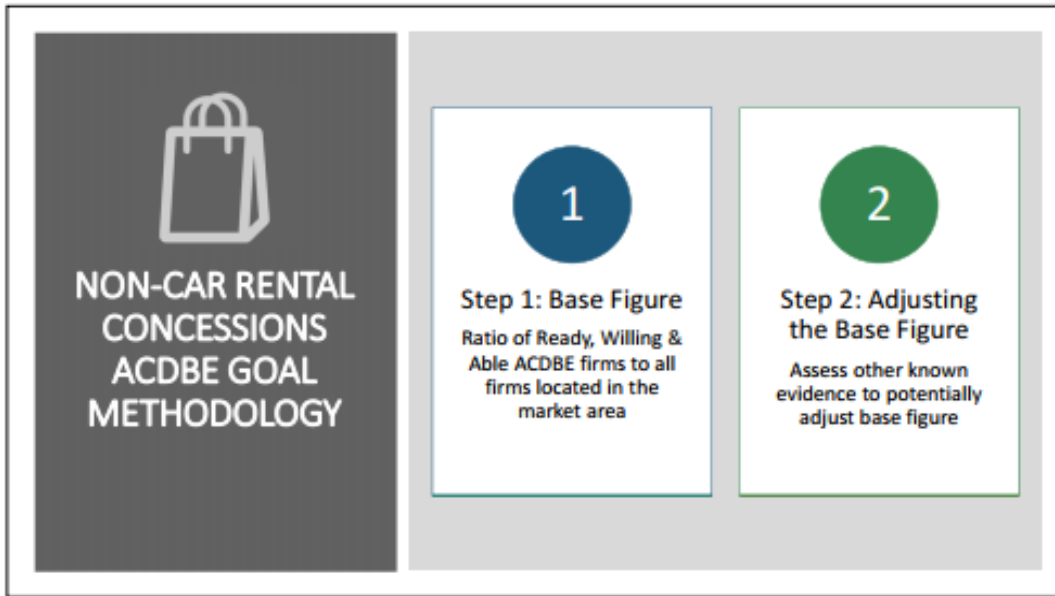 NON-CAR RENTAL
CONCESSIONS
ACDBE GOAL
METHODOLOGY
1
Step 1: Base Figure
Ratio of Ready, Willing &
Able ACDBE firms to all
firms located in the
market area
2
Step 2: Adjusting
the Base Figure
Assess other known
evidence to potentially
adjust base figure